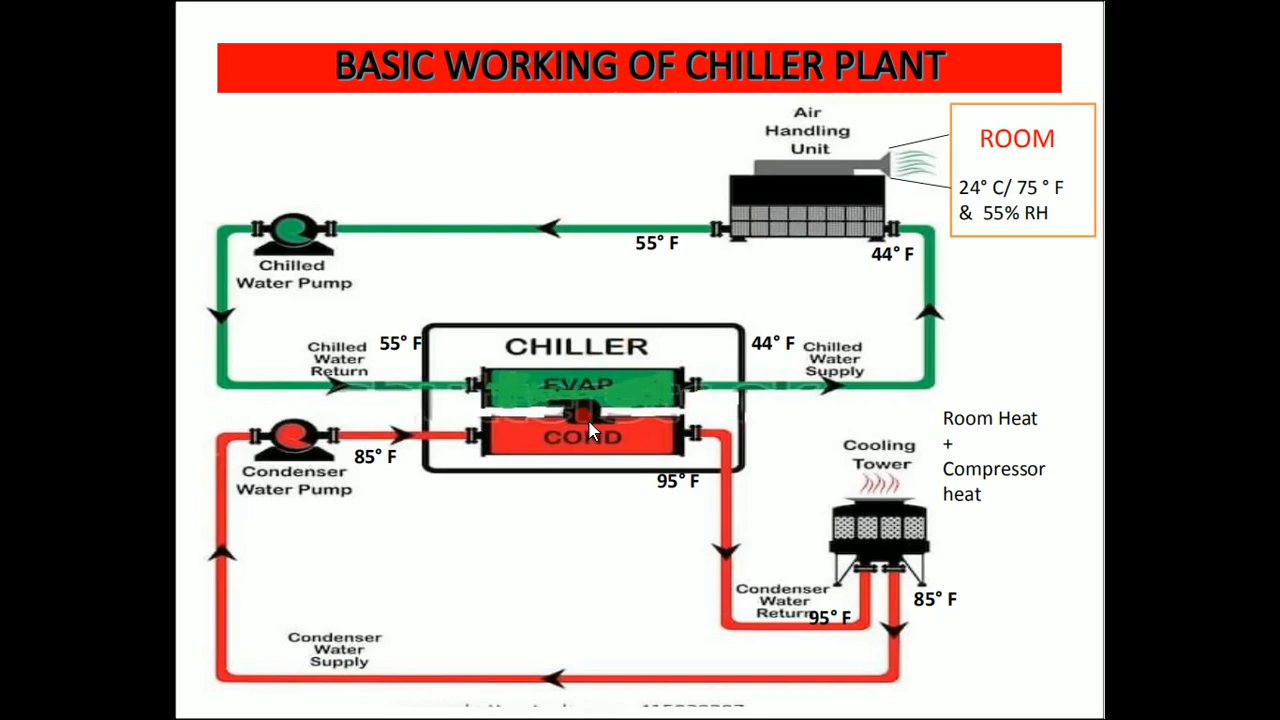 BASIC WORKING OF CHILLER PLANT
Air
Handling
Unit
ROOM
24° C/ 75 ° F
& 55% RH
55° F
44° F
Chilled
Water Pump
Chilled
Water
Return
55° F
CHILLER
44° F
Chilled
Water
Supply
EVAP
COND
85° F
Condenser
Water Pump
95° F
Cooling
Tower
Room Heat
+
Compressor
heat
Condenser
Water
Return
95° F
85° F
Condenser
Water
Supply